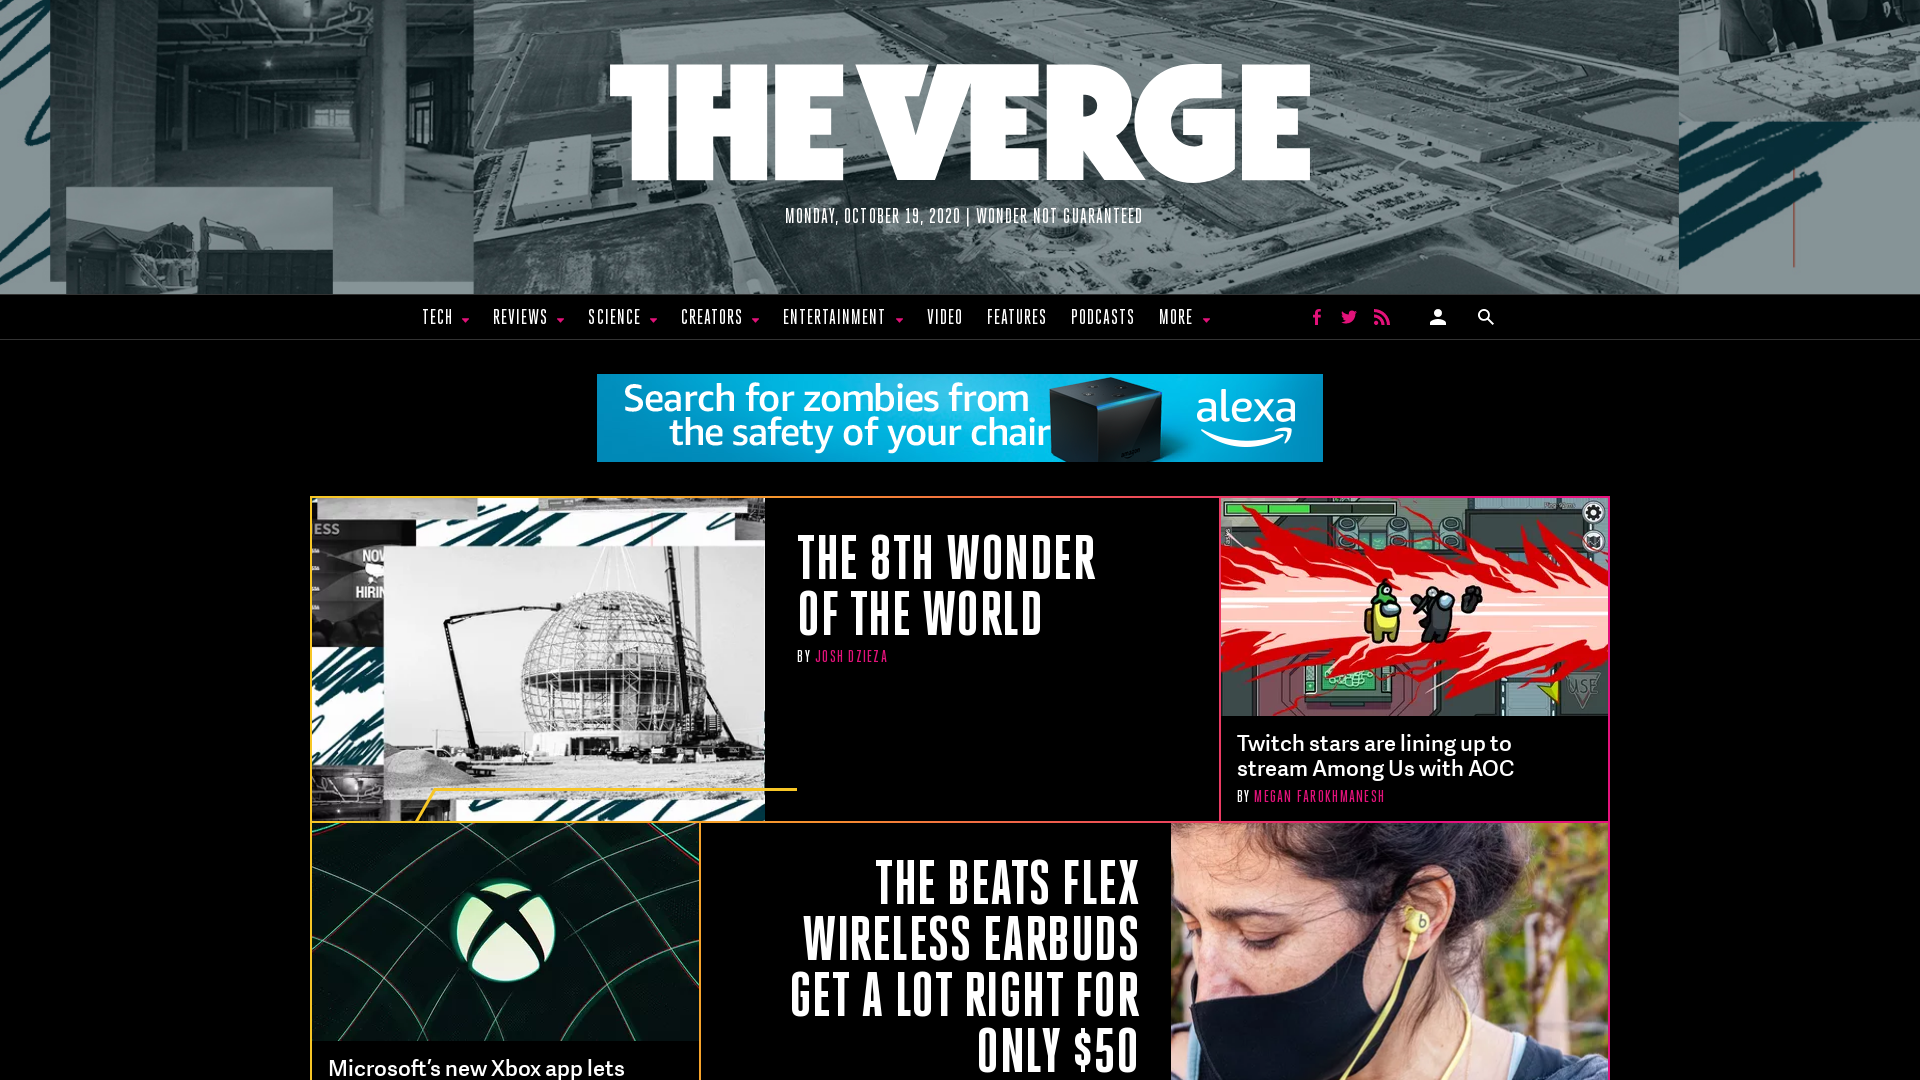 THE VERGE
MONDAY, OCTOBER 19, 2020 | WONDER NOT GUARANTEED
TECH REVIEWS SCIENCE CREATORS ENTERTAINMENT VIDEO FEATURES PODCASTS MORE
Search for zombies from
the safety of your chair
alexa
THE 8TH WONDER
OF THE WORLD
BY JOSH DZIEZA
USE
Twitch stars are lining up to
stream Among Us with AOC
BY MEGAN FAROKHMANESH
THE BEATS FLEX
WIRELESS EARBUDS
GET A LOT RIGHT FOR
ONLY $50
Microsoft's new Xbox app lets